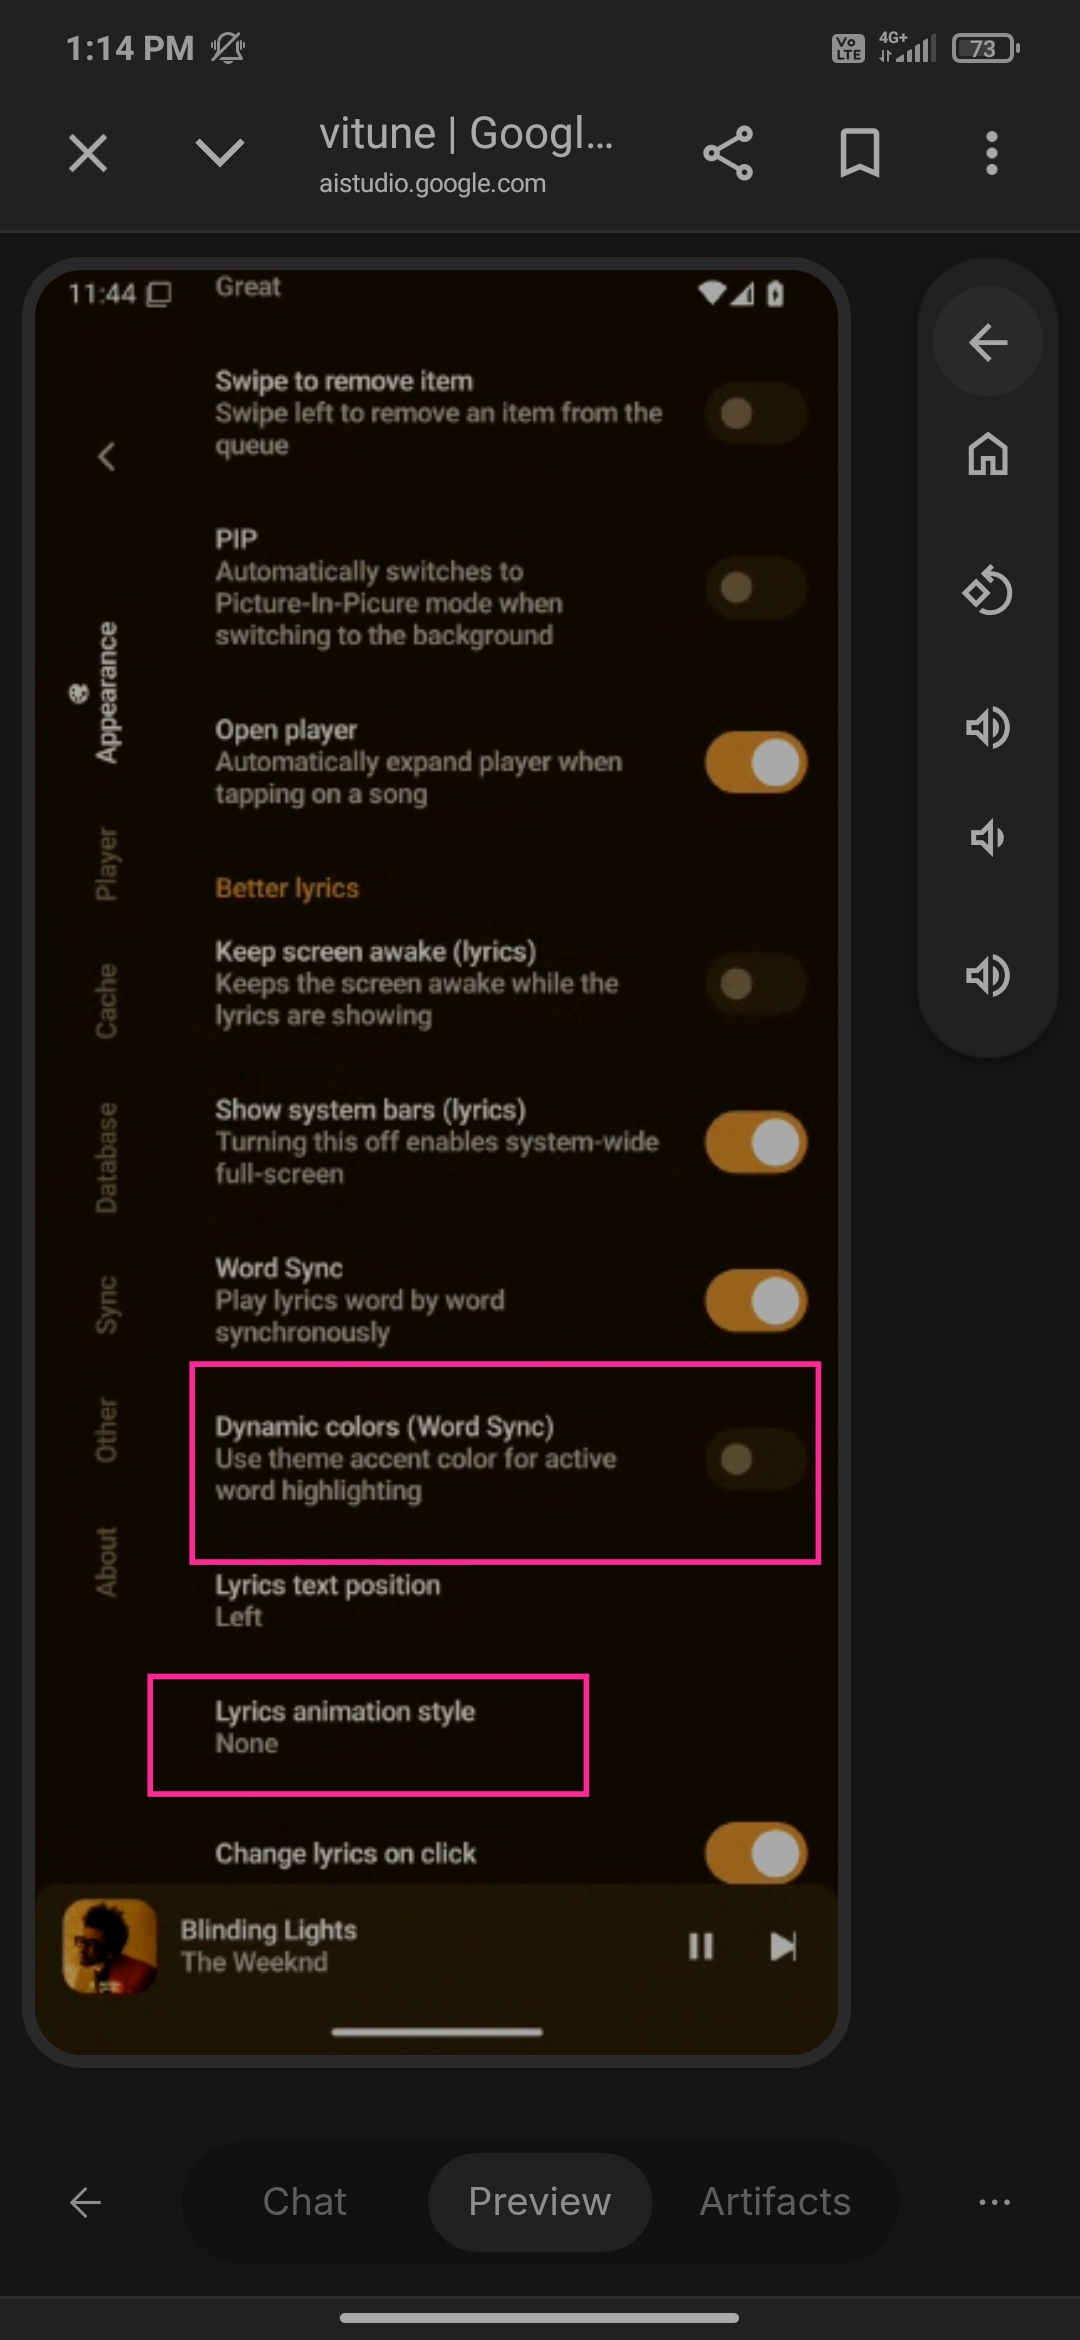 1:14 PM
Vo LTE
4G+
73
vitune | Googl...
aistudio.google.com
11:44
Great
Swipe to remove item
Swipe left to remove an item from the
queue
PIP
Automatically switches to
Picture-In-Picure mode when
switching to the background
Appearance
Open player
Automatically expand player when
tapping on a song
Player
Better lyrics
Keep screen awake (lyrics)
Keeps the screen awake while the
lyrics are showing
Cache
Show system bars (lyrics)
Turning this off enables system-wide
full-screen
Database
Word Sync
Play lyrics word by word
synchronously
Sync
Dynamic colors (Word Sync)
Use theme accent color for active
word highlighting
Other
Lyrics text position
Left
About
Lyrics animation style
None
Change lyrics on click
Blinding Lights
The Weeknd
Chat
Preview
Artifacts